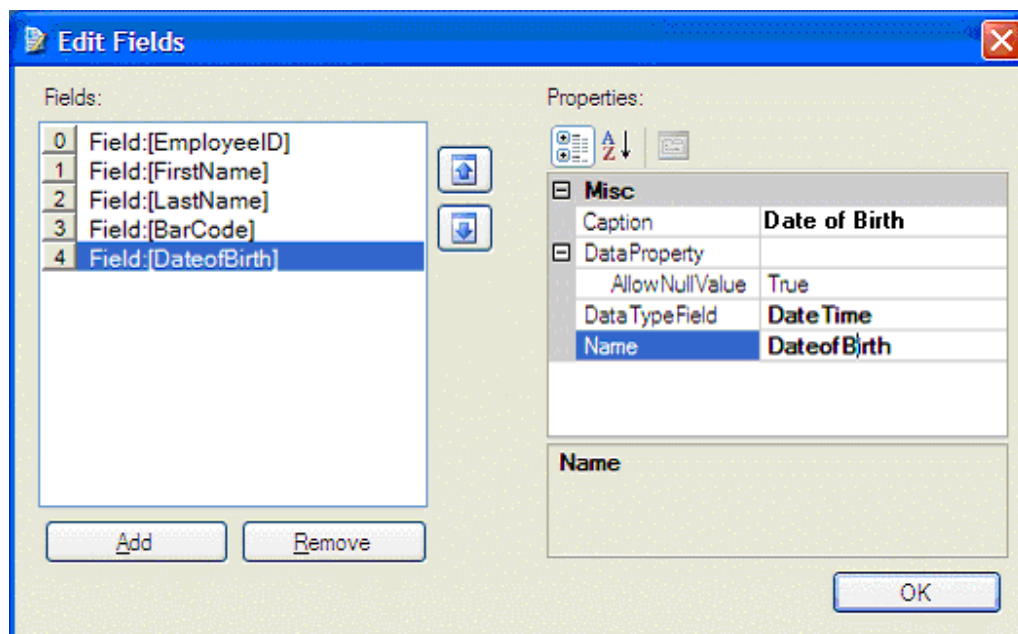 Edit Fields
Fields:
0 Field:[EmployeeID]
1 Field:[FirstName]
2 Field:[LastName]
3 Field:[BarCode]
4 Field:[DateofBirth]
Add
Remove
Properties:
A
Z
Misc
Caption Date of Birth
DataProperty
AllowNullValue True
DataTypeField DateTime
Name DateofBirth
Name
OK